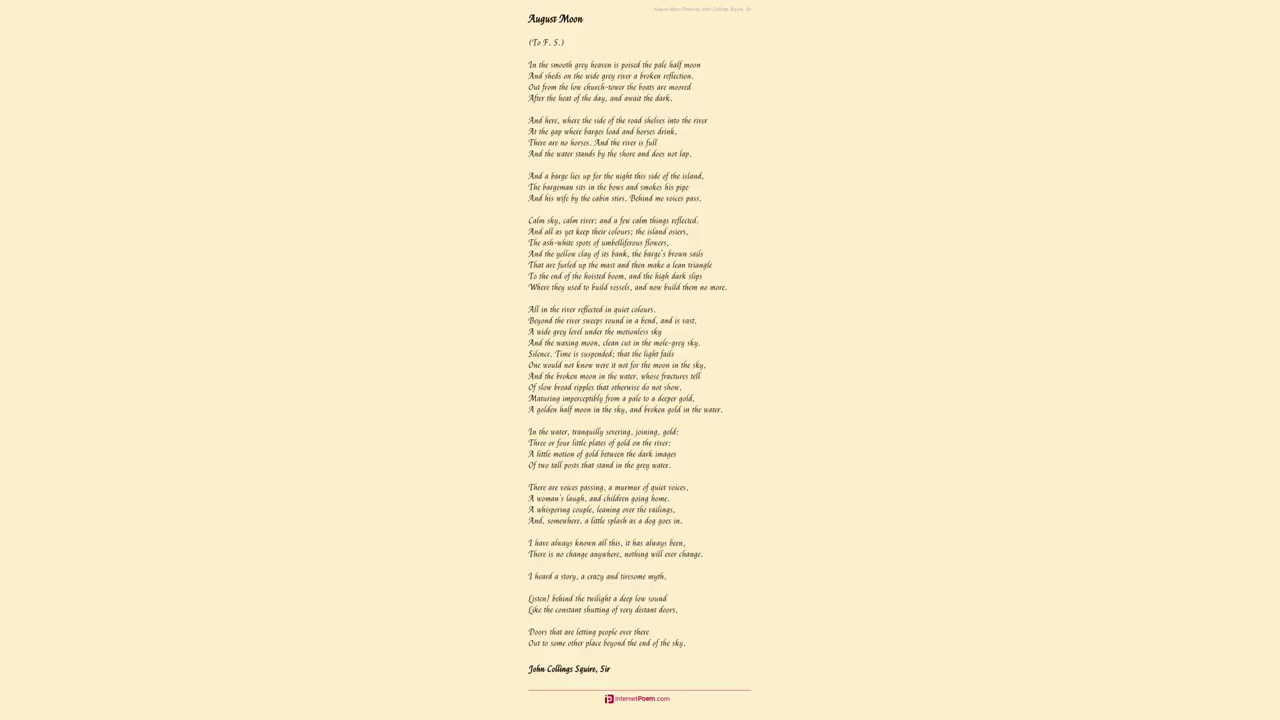 August Moon Poem by John Collings Squire, Sir
August Moon
(To F. S.)
In the smooth grey heaven is poised the pale half moon
And sheds on the wide grey river a broken reflection.
Out from the low church-tower the boats are moored
After the heat of the day, and await the dark.
And here, where the side of the road shelves into the river
At the gap where barges load and horses drink,
There are no horses. And the river is full
And the water stands by the shore and does not lap.
And a barge lies up for the night this side of the island,
The bargeman sits in the bows and smokes his pipe
And his wife by the cabin stirs. Behind me voices pass.
Calm sky, calm river: and a few calm things reflected.
And all as yet keep their colours; the island osiers,
The ash-white spots of umbelliferous flowers,
And the yellow clay of its bank, the barge's brown sails
That are furled up the mast and then make a lean triangle
To the end of the hoisted boom, and the high dark slips
Where they used to build vessels, and now build them no more.
All in the river reflected in quiet colours.
Beyond the river sweeps round in a bend, and is vast,
A wide grey level under the motionless sky
And the waxing moon, clean cut in the mole-grey sky.
Silence. Time is suspended; that the light fails
One would not know were it not for the moon in the sky,
And the broken moon in the water, whose fractures tell
Of slow broad ripples that otherwise do not show,
Maturing imperceptibly from a pale to a deeper gold,
A golden half moon in the sky, and broken gold in the water.
In the water, tranquilly severing, joining, gold:
Three or four little plates of gold on the river:
A little motion of gold between the dark images
Of two tall posts that stand in the grey water.
There are voices passing, a murmur of quiet voices,
A woman's laugh, and children going home.
A whispering couple, leaning over the railings,
And, somewhere, a little splash as a dog goes in.
I have always known all this, it has always been,
There is no change anywhere, nothing will ever change.
I heard a story, a crazy and tiresome myth.
Listen! behind the twilight a deep low sound
Like the constant shutting of very distant doors,
Doors that are letting people over there
Out to some other place beyond the end of the sky.
John Collings Squire, Sir
internetPoem.com